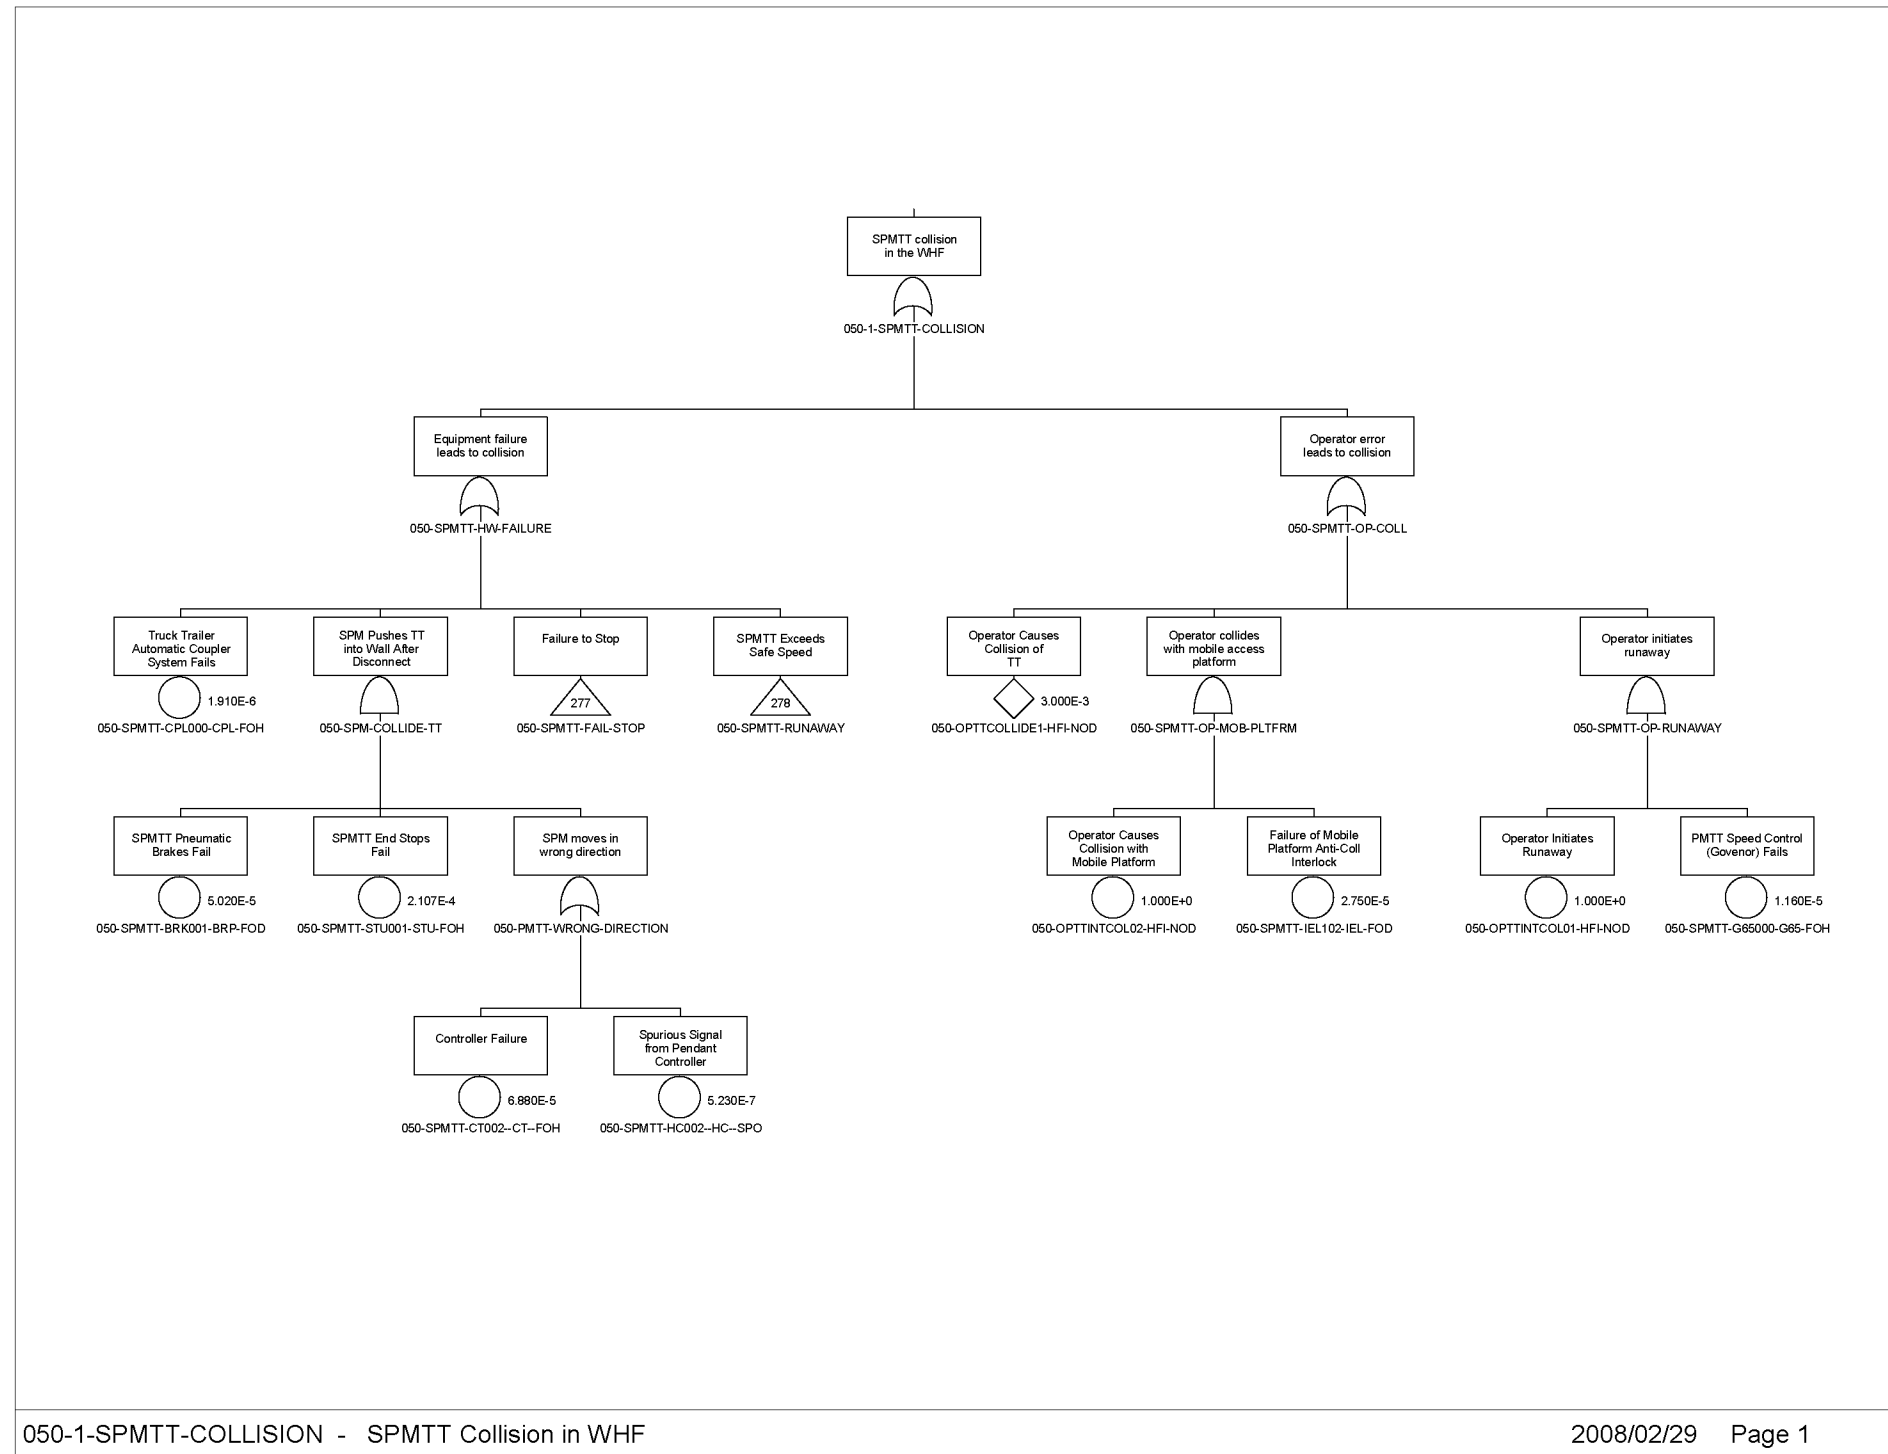 SPMTT collision
in the WHF
050-1-SPMTT-COLLISION
Equipment failure
leads to collision
050-SPMTT-HW-FAILURE
Operator error
leads to collision
050-SPMTT-OP-COLL
Truck Trailer
Automatic Coupler
System Fails
1.910E-6
050-SPMTT-CPL000-CPL-FOH
SPM Pushes TT
into Wall After
Disconnect
050-SPM-COLLIDE-TT
Failure to Stop
277
050-SPMTT-FAIL-STOP
SPMTT Exceeds
Safe Speed
278
050-SPMTT-RUNAWAY
Operator Causes
Collision of
TT
3.000E-3
050-OPTTCOLLIDE1-HFI-NOD
Operator collides
with mobile access
platform
050-SPMTT-OP-MOB-PLTFRM
Operator initiates
runaway
050-SPMTT-OP-RUNAWAY
SPMTT Pneumatic
Brakes Fail
5.020E-5
050-SPMTT-BRK001-BRP-FOD
SPMTT End Stops
Fail
2.107E-4
050-SPMTT-STU001-STU-FOH
SPM moves in
wrong direction
050-PMTT-WRONG-DIRECTION
Operator Causes
Collision with
Mobile Platform
1.000E+0
050-OPTTINTCOL02-HFI-NOD
Failure of Mobile
Platform Anti-Coll
Interlock
2.750E-5
050-SPMTT-IEL102-IEL-FOD
Operator Initiates
Runaway
1.000E+0
050-OPTTINTCOL01-HFI-NOD
PMTT Speed Control
(Govenor) Fails
1.160E-5
050-SPMTT-G65000-G65-FOH
Controller Failure
6.880E-5
050-SPMTT-CT002--CT--FOH
Spurious Signal
from Pendant
Controller
5.230E-7
050-SPMTT-HC002--HC--SPO
050-1-SPMTT-COLLISION - SPMTT Collision in WHF
2008/02/29 Page 1